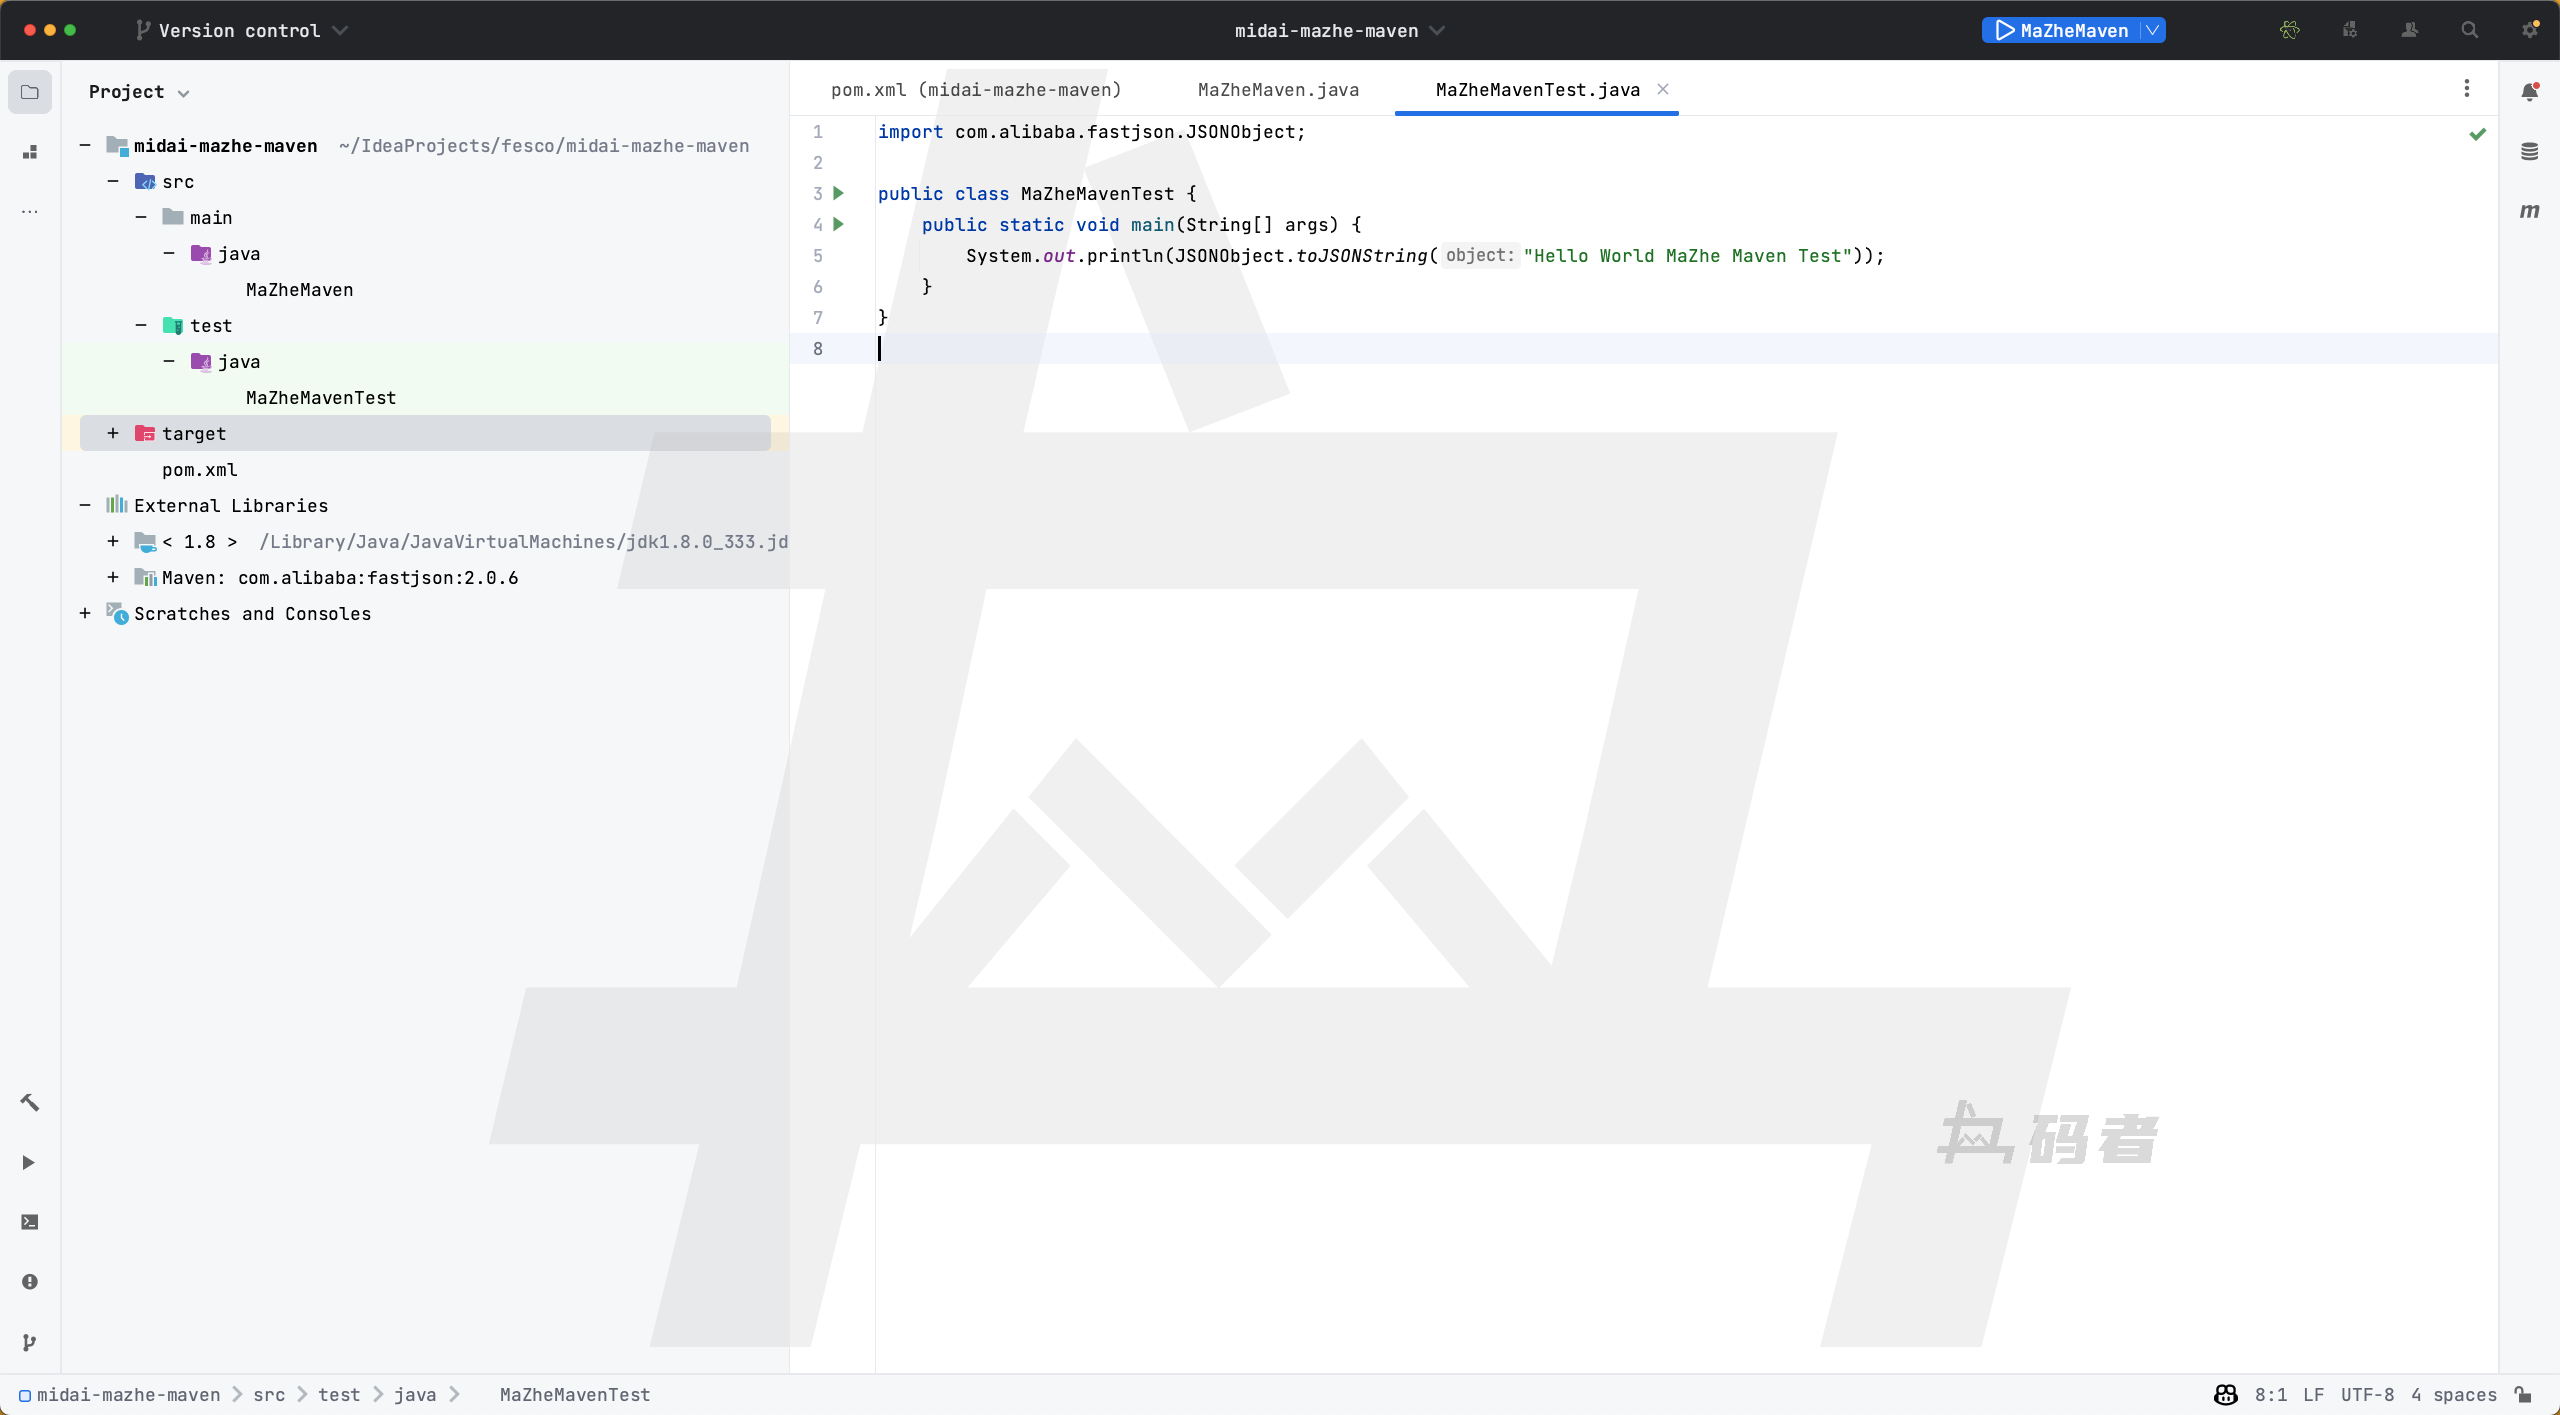 Version control
midai-mazhe-maven
MaZheMaven
Project
midai-mazhe-maven ~/IdeaProjects/fesco/midai-mazhe-maven
src
main
java
MaZheMaven
test
java
MaZheMavenTest
target
pom.xml
External Libraries
< 1.8 > /Library/Java/JavaVirtualMachines/jdk1.8.0_333.jd
Maven: com.alibaba:fastjson:2.0.6
Scratches and Consoles
pom.xml (midai-mazhe-maven) MaZheMaven.java MaZheMavenTest.java
1 import com.alibaba.fastjson.JSONObject;
2
3 public class MaZheMavenTest {
4 public static void main(String[] args) {
5 System.out.println(JSONObject.toJSONString( object: "Hello World MaZhe Maven Test"));
6 }
7 }
8
m
码者
midai-mazhe-maven > src > test > java > MaZheMavenTest
8:1 LF UTF-8 4 spaces